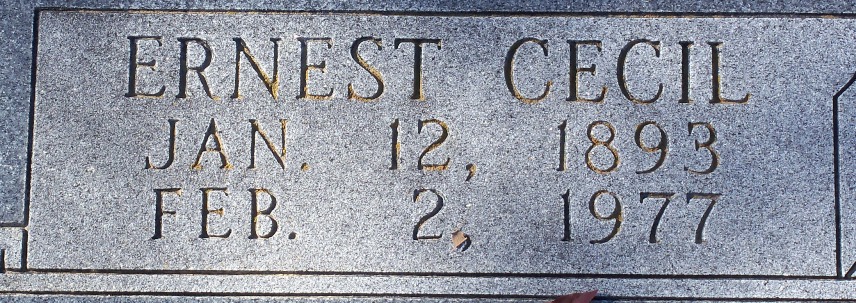 ERNEST CECIL
JAN. 12, 1893
FEB. 2, 1977